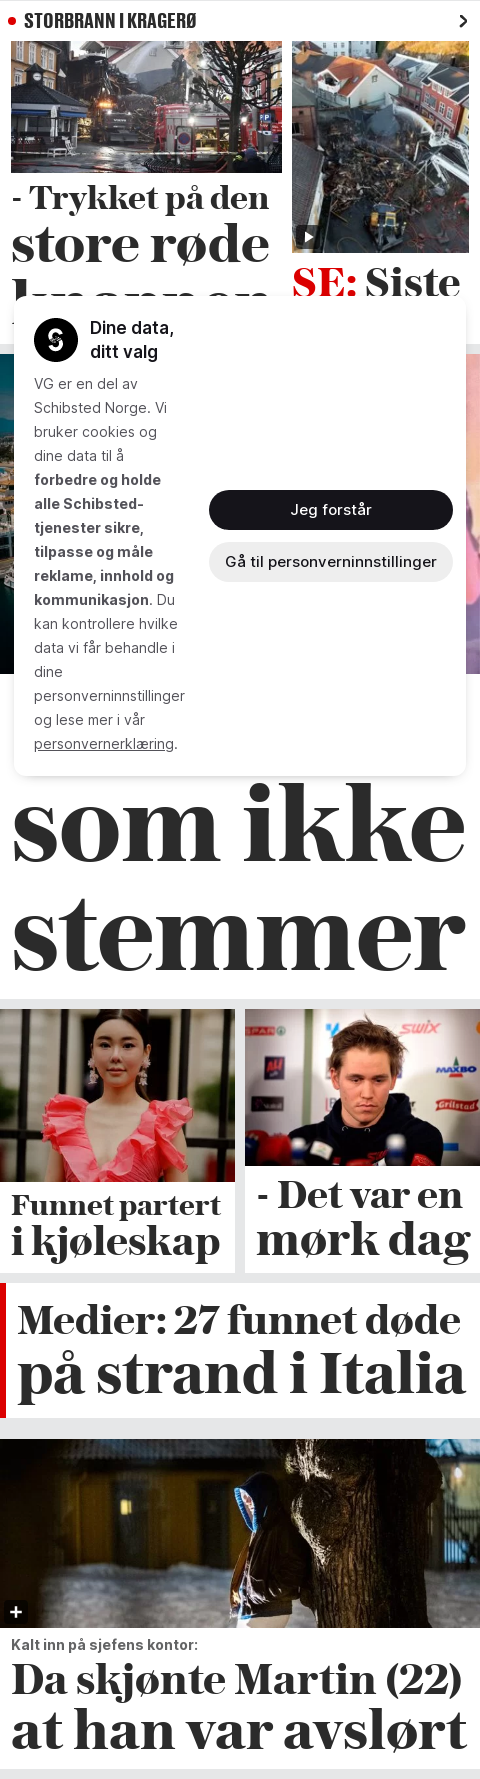 STORBRANN I KRAGERØ
- Trykket på den
store røde
SE: Siste
Dine data,
ditt valg
VG er en del av
Schibsted Norge. Vi
bruker cookies og
dine data til å
forbedre og holde
alle Schibsted-
tjenester sikre,
tilpasse og måle
reklame, innhold og
kommunikasjon. Du
kan kontrollere hvilke
data vi får behandle i
dine
personverninnstillinger
og lese mer i vår
personvernerklæring.
Jeg forstår
Gå til personverninnstillinger
som ikke
stemmer
SPAR
SWIX
MAXBO
Grilstad
Funnet partert
i kjøleskap
- Det var en
mørk dag
Medier: 27 funnet døde
på strand i Italia
Kalt inn på sjefens kontor:
Da skjønte Martin (22)
at han var avslørt